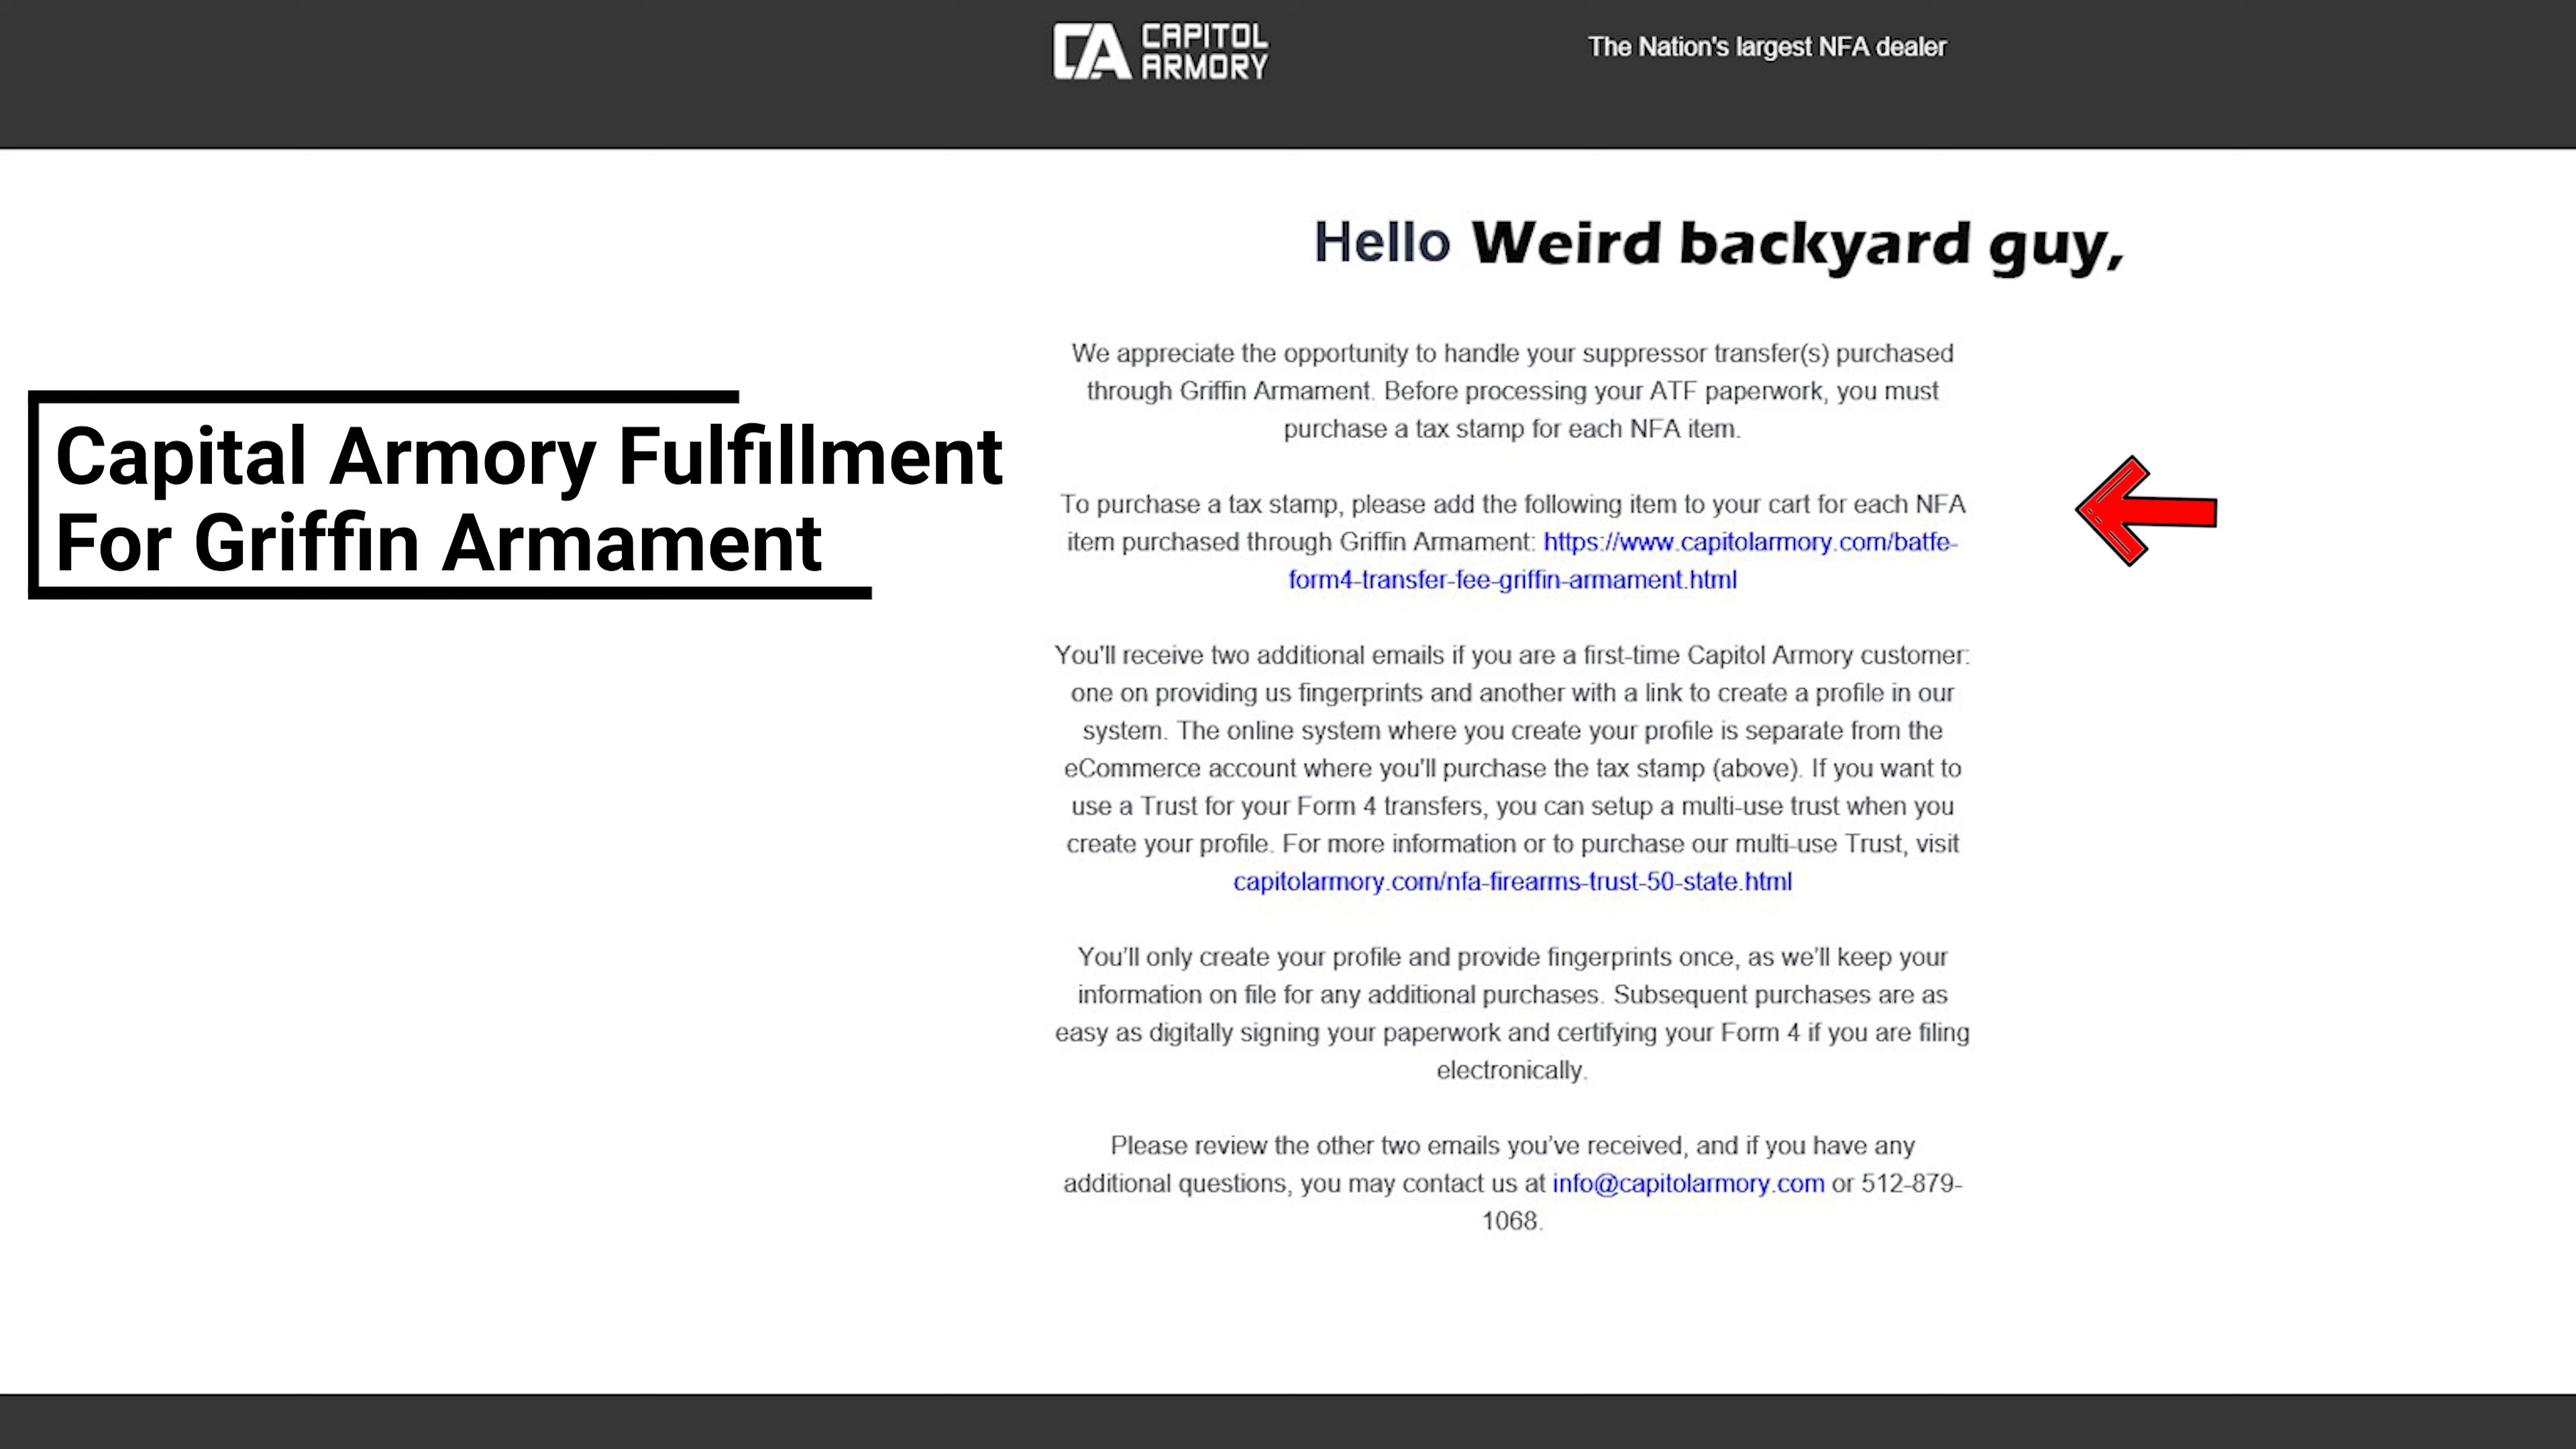 CAPITOL
ARMORY
The Nation's largest NFA dealer
Hello Weird backyard guy,
Capital Armory Fulfillment
For Griffin Armament
We appreciate the opportunity to handle your suppressor transfer(s) purchased
through Griffin Armament. Before processing your ATF paperwork, you must
purchase a tax stamp for each NFA item.
To purchase a tax stamp, please add the following item to your cart for each NFA
item purchased through Griffin Armament: https://www.capitolarmory.com/batfe-
form4-transfer-fee-griffin-armament.html
You'll receive two additional emails if you are a first-time Capitol Armory customer:
one on providing us fingerprints and another with a link to create a profile in our
system. The online system where you create your profile is separate from the
eCommerce account where you'll purchase the tax stamp (above). If you want to
use a Trust for your Form 4 transfers, you can setup a multi-use trust when you
create your profile. For more information or to purchase our multi-use Trust, visit
capitolarmory.com/nfa-firearms-trust-50-state.html
You'll only create your profile and provide fingerprints once, as we'll keep your
information on file for any additional purchases. Subsequent purchases are as
easy as digitally signing your paperwork and certifying your Form 4 if you are filing
electronically.
Please review the other two emails you've received, and if you have any
additional questions, you may contact us at info@capitolarmory.com or 512-879-
1068.